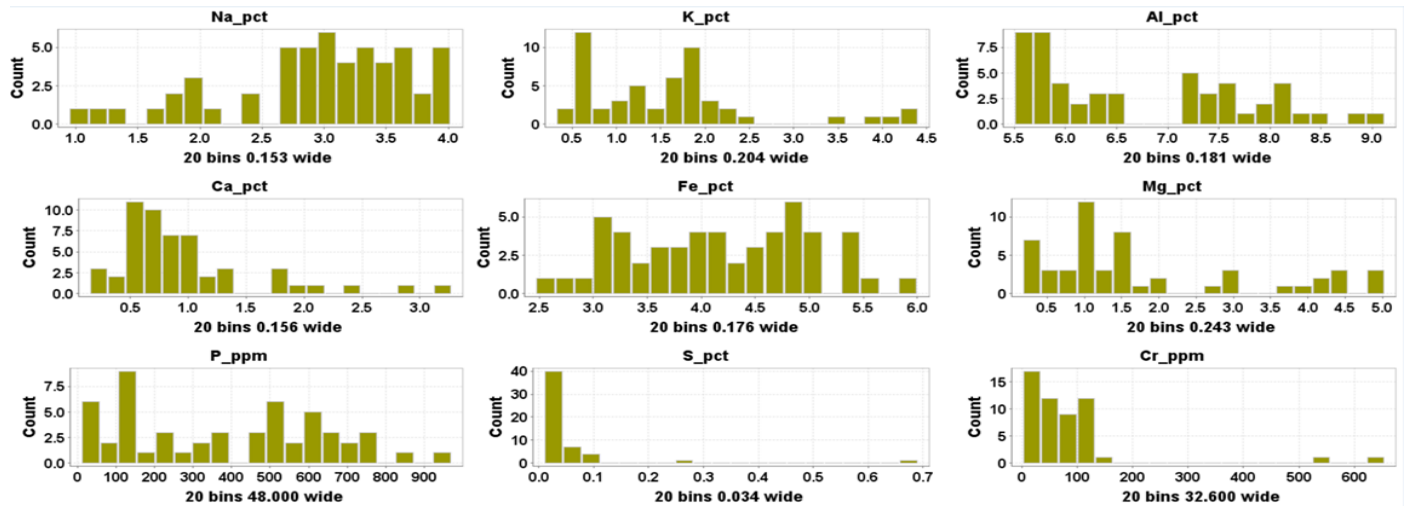 Na_pct
K_pct
Al_pct
Count
5.0
2.5
0.0
Count
10
5
0
Count
7.5
5.0
2.5
0.0
1.0 1.5 2.0 2.5 3.0 3.5 4.0
0.5 1.0 1.5 2.0 2.5 3.0 3.5 4.0 4.5
5.5 6.0 6.5 7.0 7.5 8.0 8.5 9.0
20 bins 0.153 wide
20 bins 0.204 wide
20 bins 0.181 wide
Ca_pct
Fe_pct
Mg_pct
Count
10.0
7.5
5.0
2.5
0.0
Count
5.0
2.5
0.0
Count
10
5
0
0.5 1.0 1.5 2.0 2.5 3.0
2.5 3.0 3.5 4.0 4.5 5.0 5.5 6.0
0.5 1.0 1.5 2.0 2.5 3.0 3.5 4.0 4.5 5.0
20 bins 0.156 wide
20 bins 0.176 wide
20 bins 0.243 wide
P_ppm
S_pct
Cr_ppm
Count
7.5
5.0
2.5
0.0
Count
40
30
20
10
0
Count
15
10
5
0
0 100 200 300 400 500 600 700 800 900
0.0 0.1 0.2 0.3 0.4 0.5 0.6 0.7
0 100 200 300 400 500 600
20 bins 48.000 wide
20 bins 0.034 wide
20 bins 32.600 wide